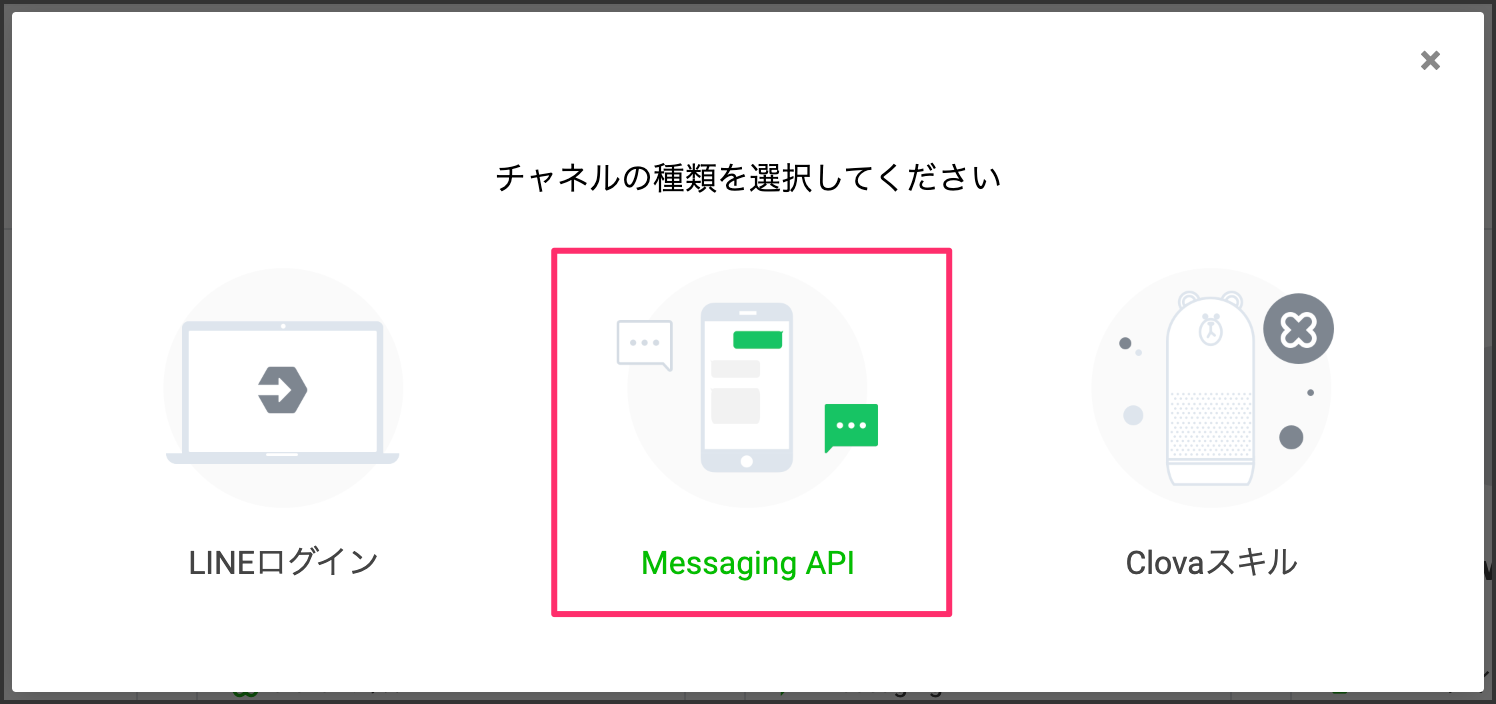 チャネルの種類を選択してください
LINEログイン
Messaging API
Clovaスキル